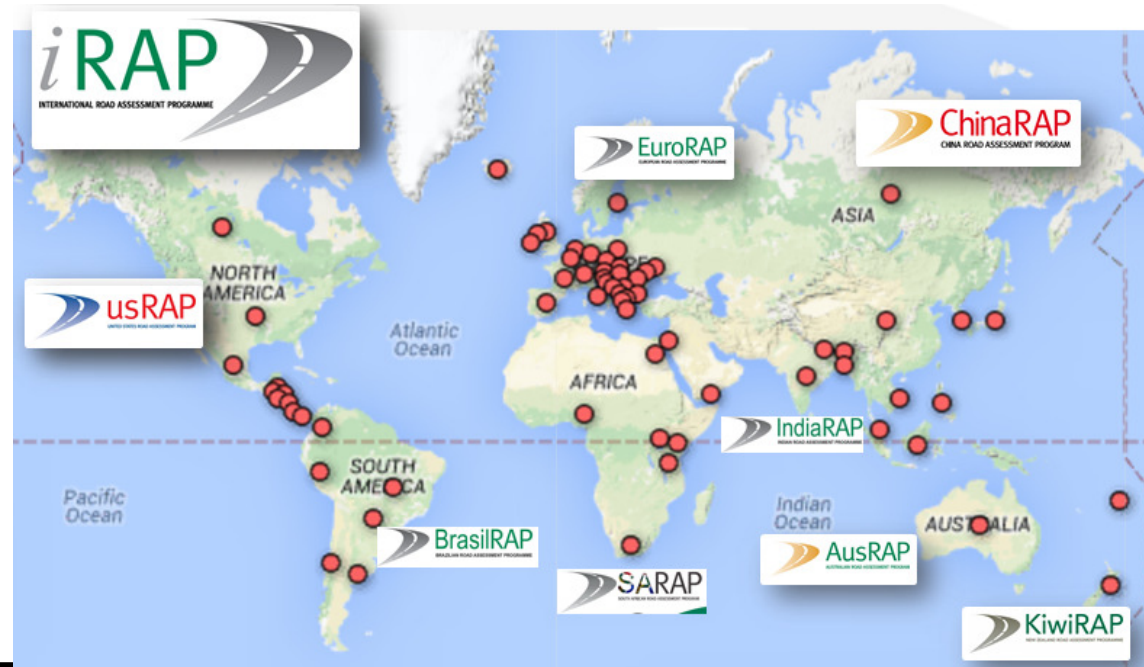 iRAP
INTERNATIONAL ROAD ASSESSMENT PROGRAMME
EuroRAP
EUROPEAN ROAD ASSESSMENT PROGRAMME
ChinaRAP
CHINA ROAD ASSESSMENT PROGRAM
ASIA
NORTH
AMERICA
usRAP
UNITED STATES ROAD ASSESSMENT PROGRAM
Atlantic
Ocean
AFRICA
IndiaRAP
INDIAN ROAD ASSESSMENT PROGRAMME
SOUTH
AMERICA
Pacific
Ocean
Indian
Ocean
AUSTRALIA
BrasilRAP
BRAZILIAN ROAD ASSESSMENT PROGRAMME
AusRAP
AUSTRALIAN ROAD ASSESSMENT PROGRAM
SARAP
SOUTH AFRICAN ROAD ASSESSMENT PROGRAM
KiwiRAP
NEW ZEALAND ROAD ASSESSMENT PROGRAMME